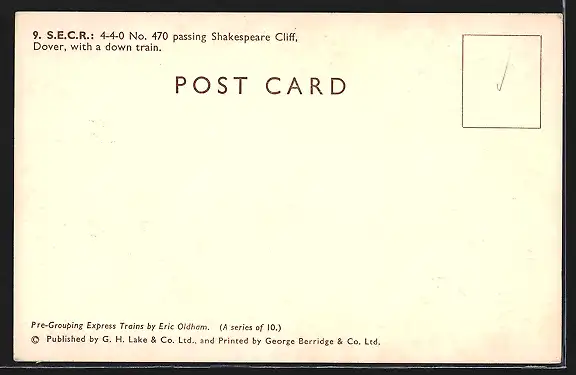 9. S.E.C.R.: 4-4-0 No. 470 passing Shakespeare Cliff,
Dover, with a down train.
POST CARD
Pre-Grouping Express Trains by Eric Oldham. (A series of 10.)
© Published by G. H. Lake & Co. Ltd., and Printed by George Berridge & Co. Ltd.